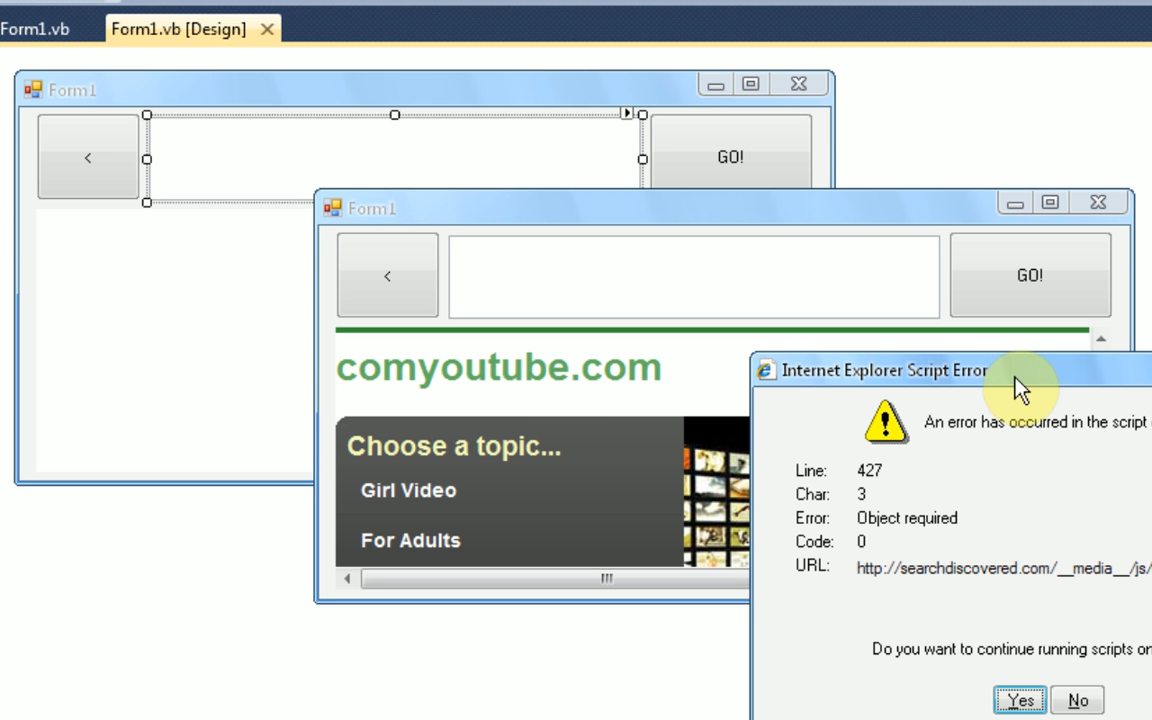 Form1.vb
Form1.vb [Design]
Form1
<
GO!
Form1
<
GO!
comyoutube.com
Choose a topic...
Girl Video
For Adults
Internet Explorer Script Error
An error has occurred in the script
Line: 427
Char: 3
Error: Object required
Code: 0
URL: http://searchdiscovered.com/__media__/js/
Do you want to continue running scripts on
Yes No